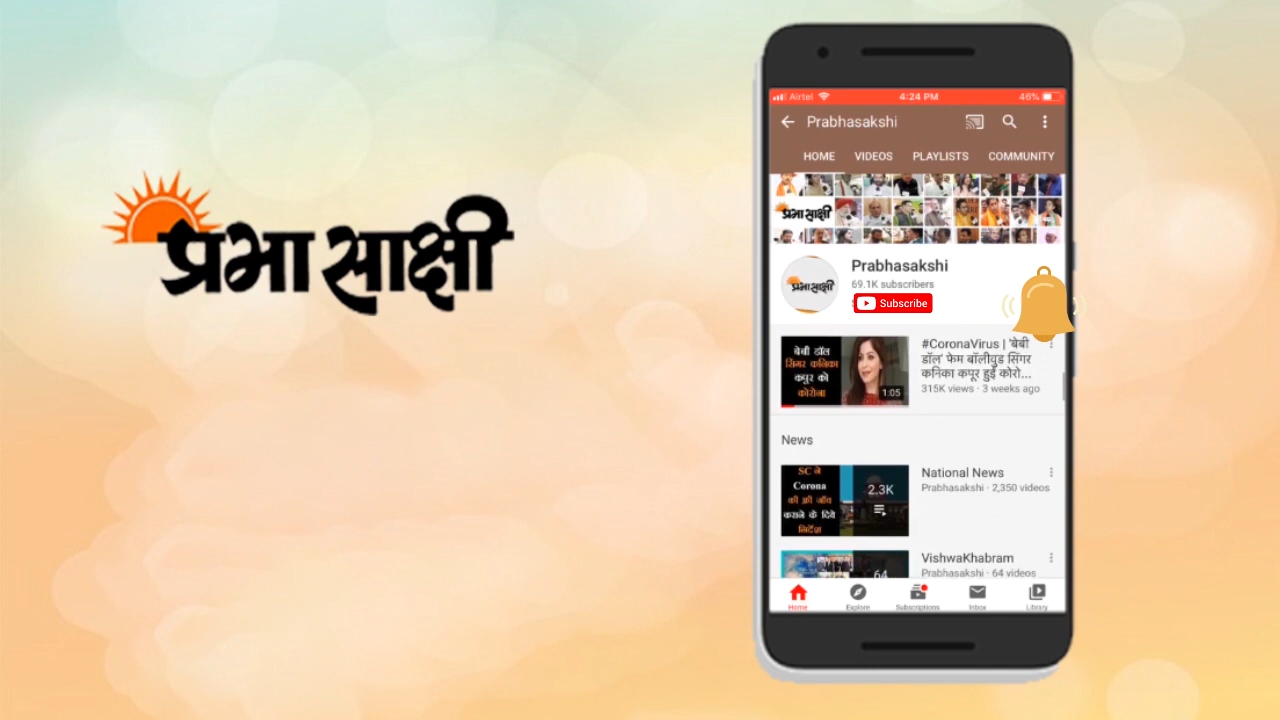 प्रभा साक्षी
Airtel 4:24 PM 46%
Prabhasakshi
HOME VIDEOS PLAYLISTS COMMUNITY
प्रभा साक्षी
प्रभा साक्षी
Prabhasakshi
69.1K subscribers
Subscribe
बेबी डॉल
सिंगर कनिका
कपूर को
कोरोना
1:05
#CoronaVirus | 'बेबी
डॉल' फेम बॉलीवुड सिंगर
कनिका कपूर हुईं कोरो...
315K views · 3 weeks ago
News
SC ने
Corona
की फ्री जाँच
कराने के दिये
निर्देश
2.3K
National News
Prabhasakshi · 2,350 videos
64
VishwaKhabram
Prabhasakshi · 64 videos
Home Explore Subscriptions Inbox Library